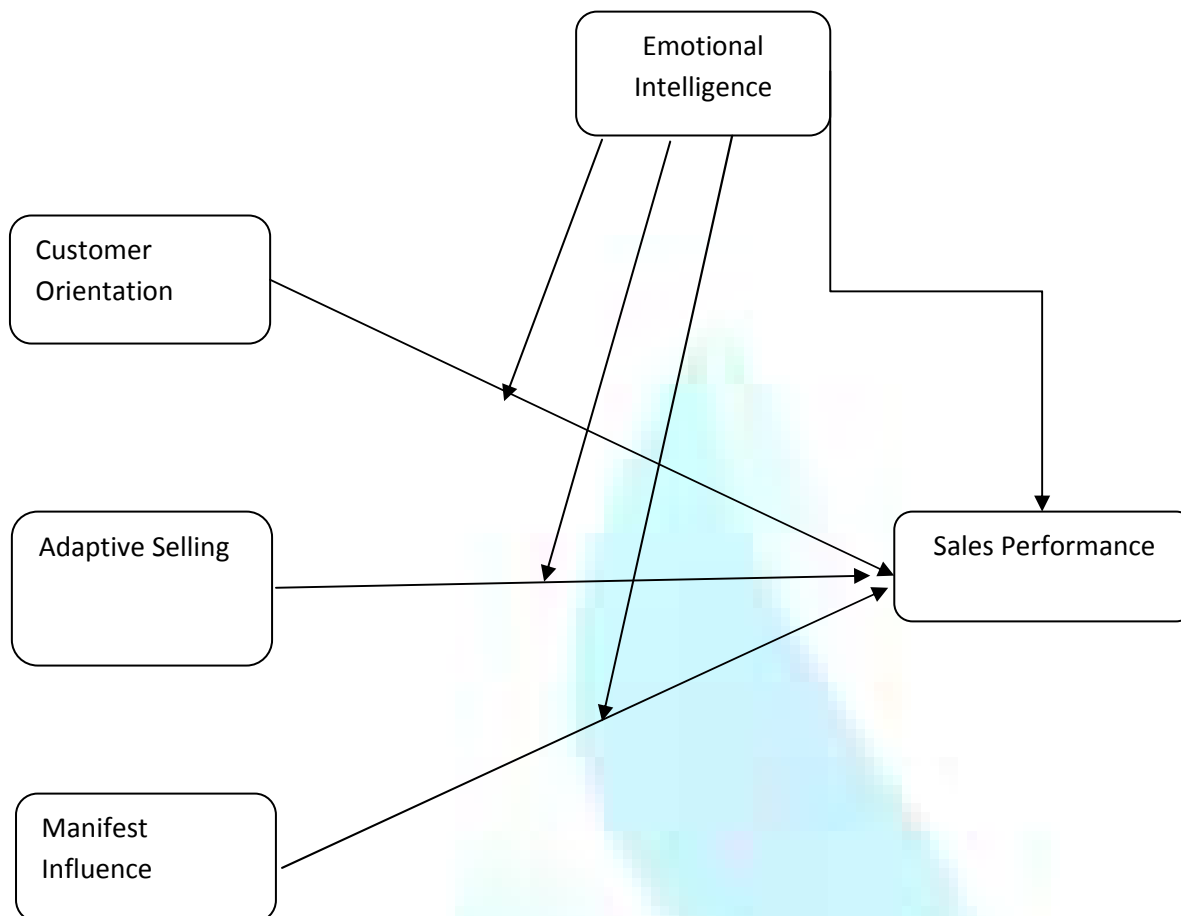 Emotional
Intelligence
Customer
Orientation
Adaptive Selling
Sales Performance
Manifest
Influence